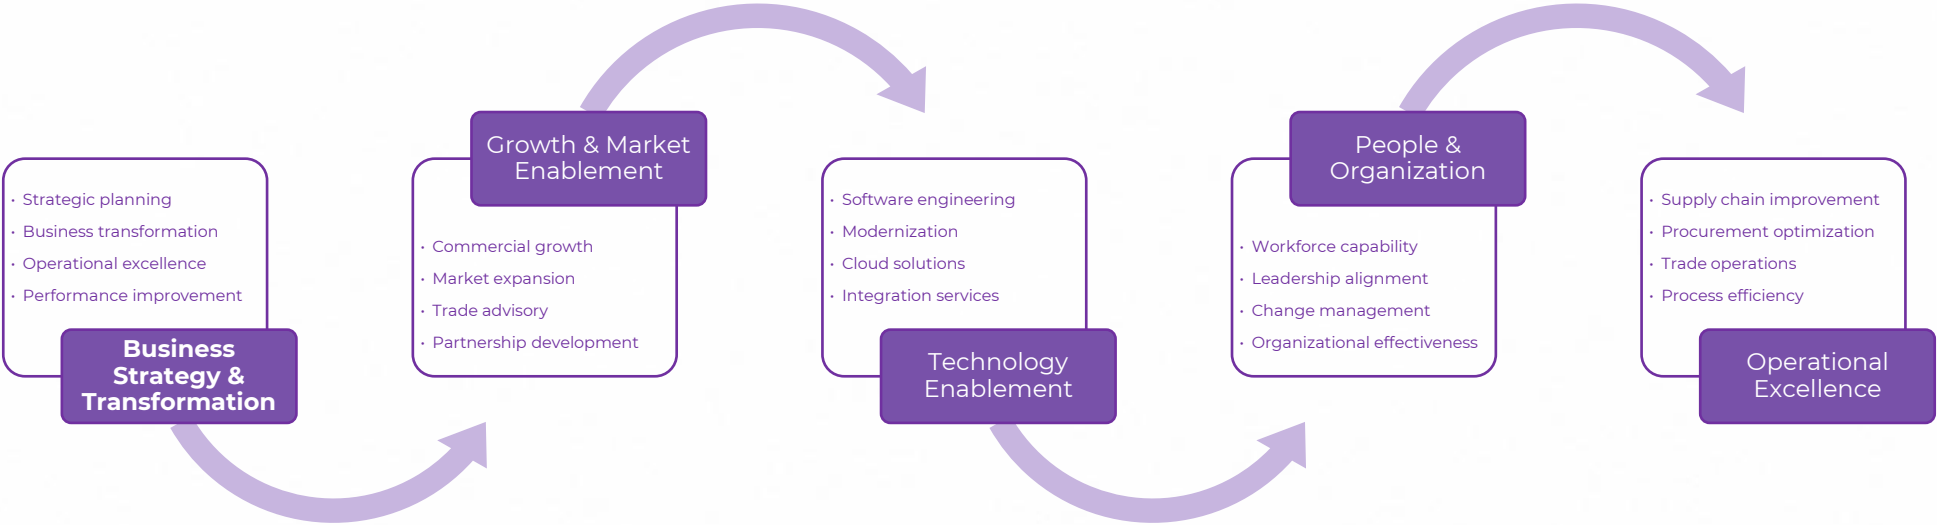 • Strategic planning
• Business transformation
• Operational excellence
• Performance improvement
Business
Strategy &
Transformation
Growth & Market
Enablement
• Commercial growth
• Market expansion
• Trade advisory
• Partnership development
• Software engineering
• Modernization
• Cloud solutions
• Integration services
Technology
Enablement
People &
Organization
• Workforce capability
• Leadership alignment
• Change management
• Organizational effectiveness
• Supply chain improvement
• Procurement optimization
• Trade operations
• Process efficiency
Operational
Excellence